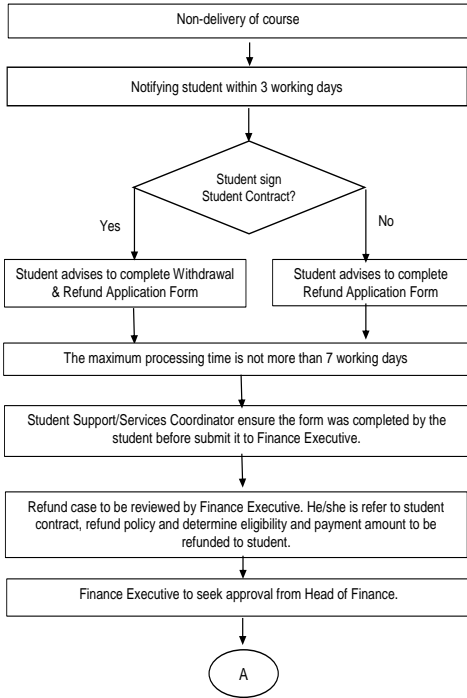 Non-delivery of course
Notifying student within 3 working days
Student sign
Student Contract?
Yes
No
Student advises to complete Withdrawal
& Refund Application Form
Student advises to complete
Refund Application Form
The maximum processing time is not more than 7 working days
Student Support/Services Coordinator ensure the form was completed by the
student before submit it to Finance Executive.
Refund case to be reviewed by Finance Executive. He/she is refer to student
contract, refund policy and determine eligibility and payment amount to be
refunded to student.
Finance Executive to seek approval from Head of Finance.
A